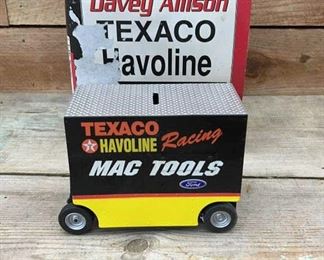 Davey Allison
TEXACO
Havoline
TEXACO
HAVOLINE Racing
MAC TOOLS
Ford